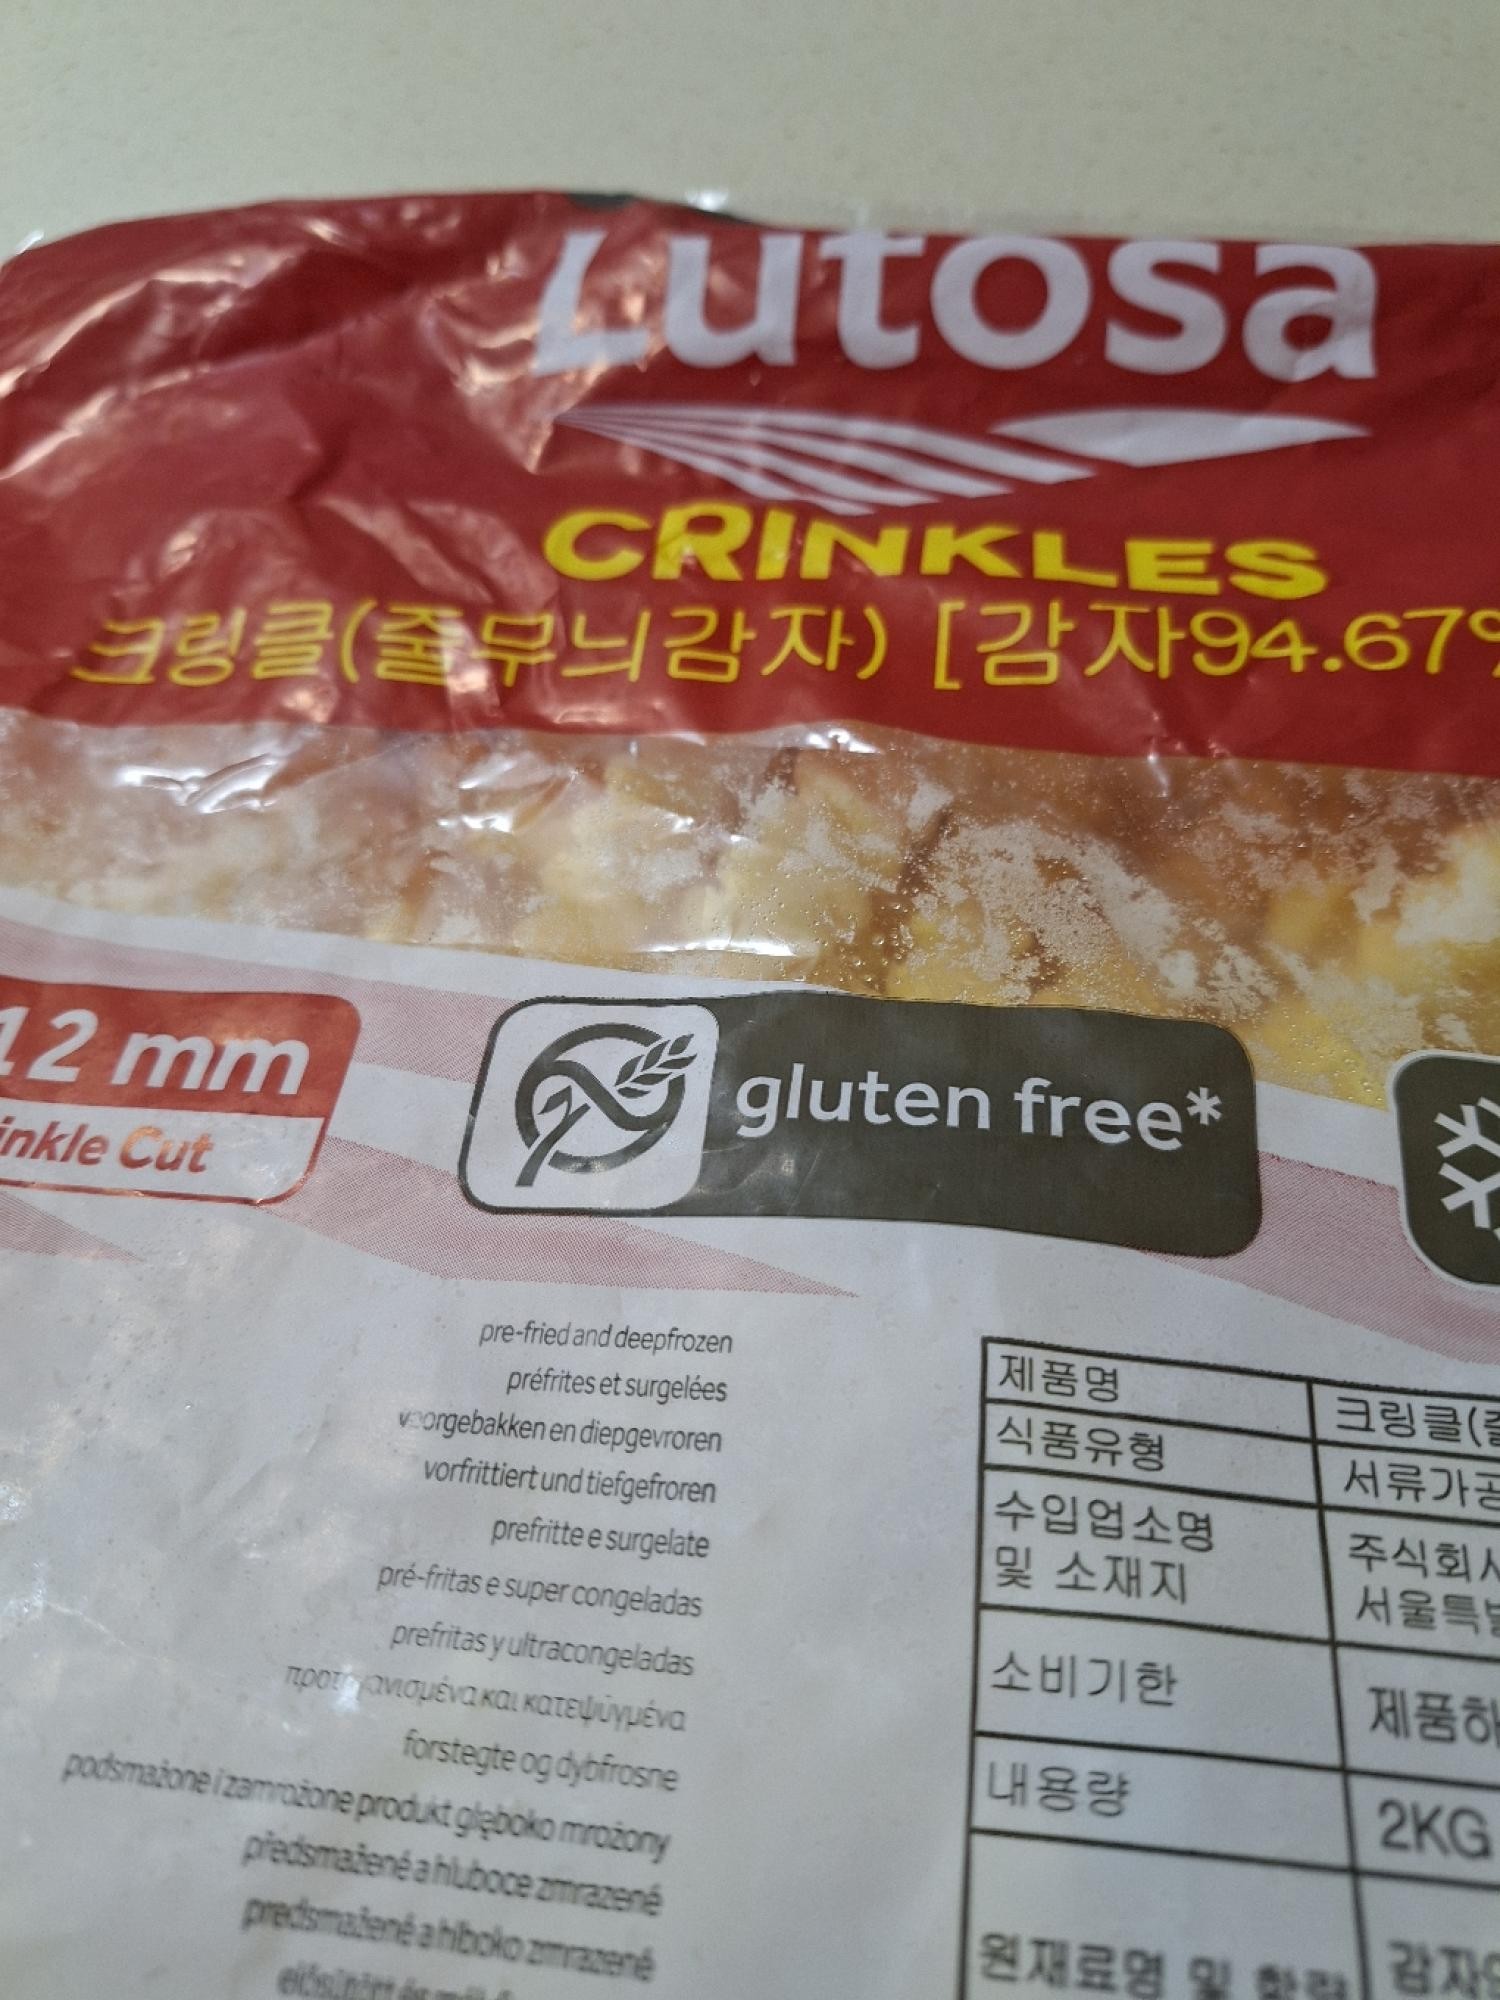 Lutosa
CRINKLES
크링클(줄무늬감자) [감자94.67%
12 mm
inkle Cut
gluten free*
pre-fried and deepfrozen
préfrites et surgelées
voorgebakken en diepgevroren
vorfrittiert und tiefgefroren
prefritte e surgelate
pré-fritas e super congeladas
prefritas y ultracongeladas
προτηγανισμένα και κατεψυγμένα
forstegte og dybfrosne
podsmażone i zamrożone produkt głęboko mrożony
předsmažené a hluboce zmrazené
predsmažené a hlboko zmrazené
제품명 크링클(줄
식품유형 서류가공
수입업소명 주식회사
및 소재지 서울특별
소비기한 제품하
내용량 2KG
원재료명 및 함량 감자